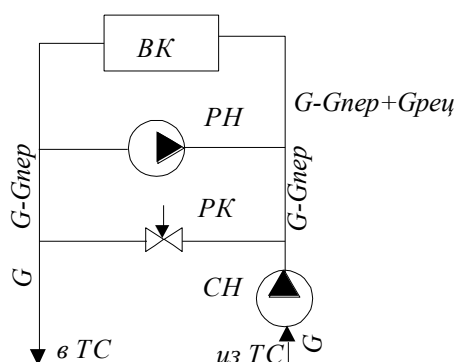 ВК
G-Gпер+Gрец
РН
G-Gпер
G-Gпер
РК
G
СН
в ТС
из ТС
G